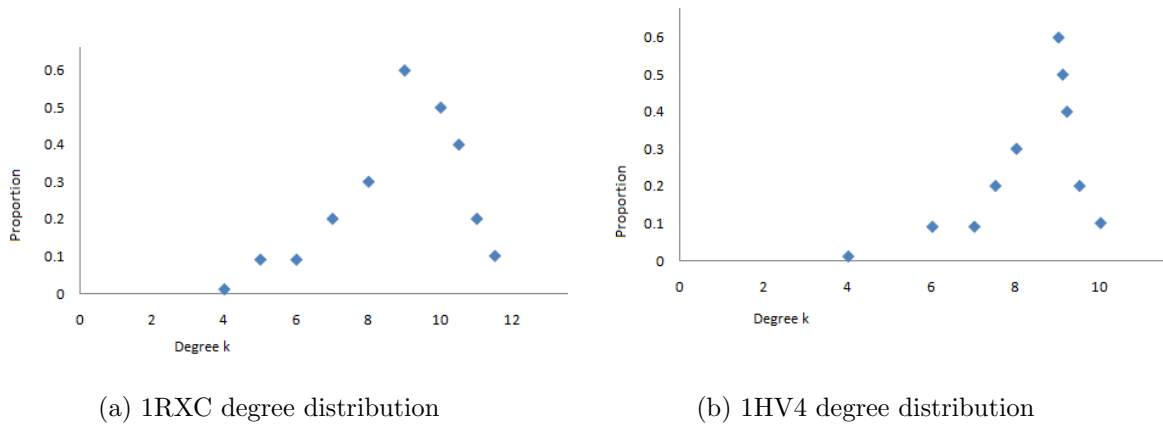 0.6
0.5
0.4
0.3
0.2
0.1
0
Proportion
0 2 4 6 8 10 12
Degree k
(a) 1RXC degree distribution
0.6
0.5
0.4
0.3
0.2
0.1
0
Proportion
0 2 4 6 8 10
Degree k
(b) 1HV4 degree distribution